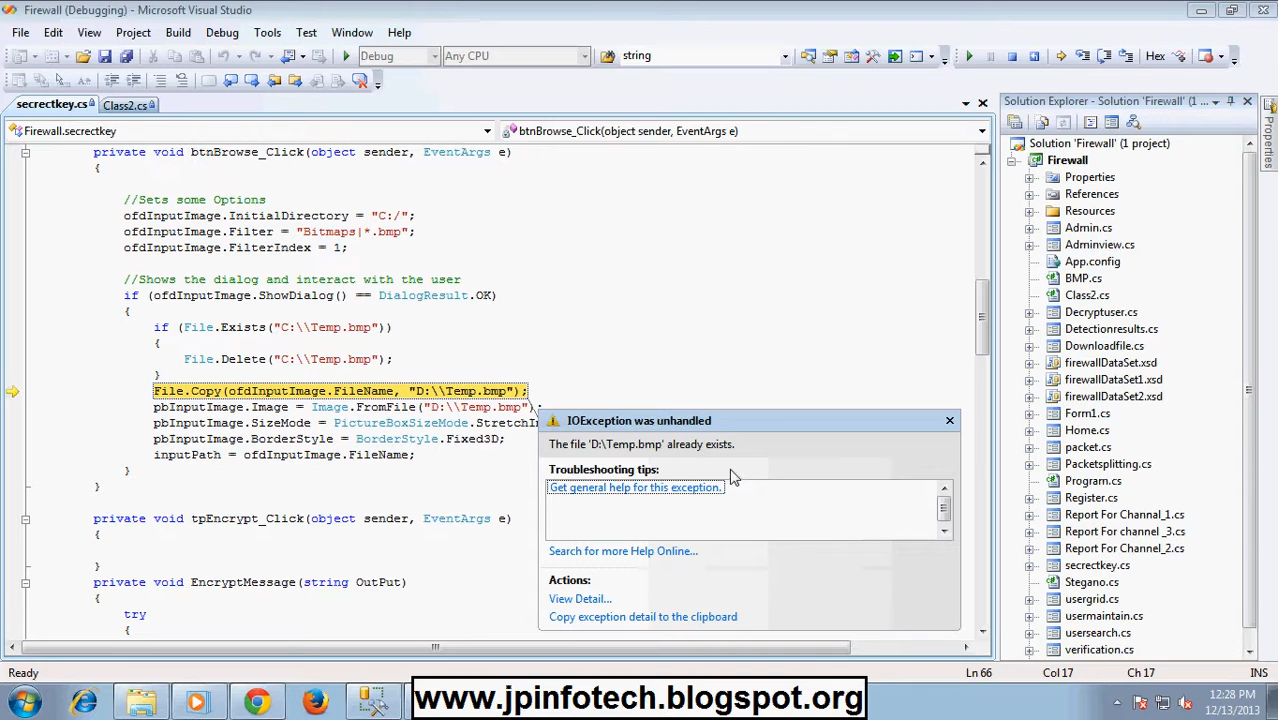 Firewall (Debugging) - Microsoft Visual Studio
File Edit View Project Build Debug Tools Test Window Help
Debug Any CPU string Hex
secrectkey.cs Class2.cs
Firewall.secrectkey btnBrowse_Click(object sender, EventArgs e)
private void btnBrowse_Click(object sender, EventArgs e)
{
//Sets some Options
ofdInputImage.InitialDirectory = "C:/";
ofdInputImage.Filter = "Bitmaps|*.bmp";
ofdInputImage.FilterIndex = 1;
//Shows the dialog and interact with the user
if (ofdInputImage.ShowDialog() == DialogResult.OK)
{
if (File.Exists("C:\\Temp.bmp"))
{
File.Delete("C:\\Temp.bmp");
File.Copy(ofdInputImage.FileName, "D:\\Temp.bmp");
pbInputImage.Image = Image.FromFile("D:\\Temp.bmp");
pbInputImage.SizeMode = PictureBoxSizeMode.StretchIm
pbInputImage.BorderStyle = BorderStyle.Fixed3D;
inputPath = ofdInputImage.FileName;
}
}
private void tpEncrypt_Click(object sender, EventArgs e)
{
}
private void EncryptMessage(string OutPut)
{
try
{
IOException was unhandled
The file 'D:\Temp.bmp' already exists.
Troubleshooting tips:
Get general help for this exception.
Search for more Help Online...
Actions:
View Detail...
Copy exception detail to the clipboard
Solution Explorer - Solution 'Firewall' (1 p
Solution 'Firewall' (1 project)
Firewall
Properties
References
Resources
Admin.cs
Adminview.cs
App.config
BMP.cs
Class2.cs
Decryptuser.cs
Detectionresults.cs
Downloadfile.cs
firewallDataSet.xsd
firewallDataSet1.xsd
firewallDataSet2.xsd
Form1.cs
Home.cs
packet.cs
Packetsplitting.cs
Program.cs
Register.cs
Report For Channel_1.cs
Report For channel _3.cs
Report For Channel_2.cs
secrectkey.cs
Stegano.cs
usergrid.cs
usermaintain.cs
usersearch.cs
verification.cs
Properties
Ready Ln 66 Col 17 Ch 17
www.jpinfotech.blogspot.org
12:28 PM
12/13/2013